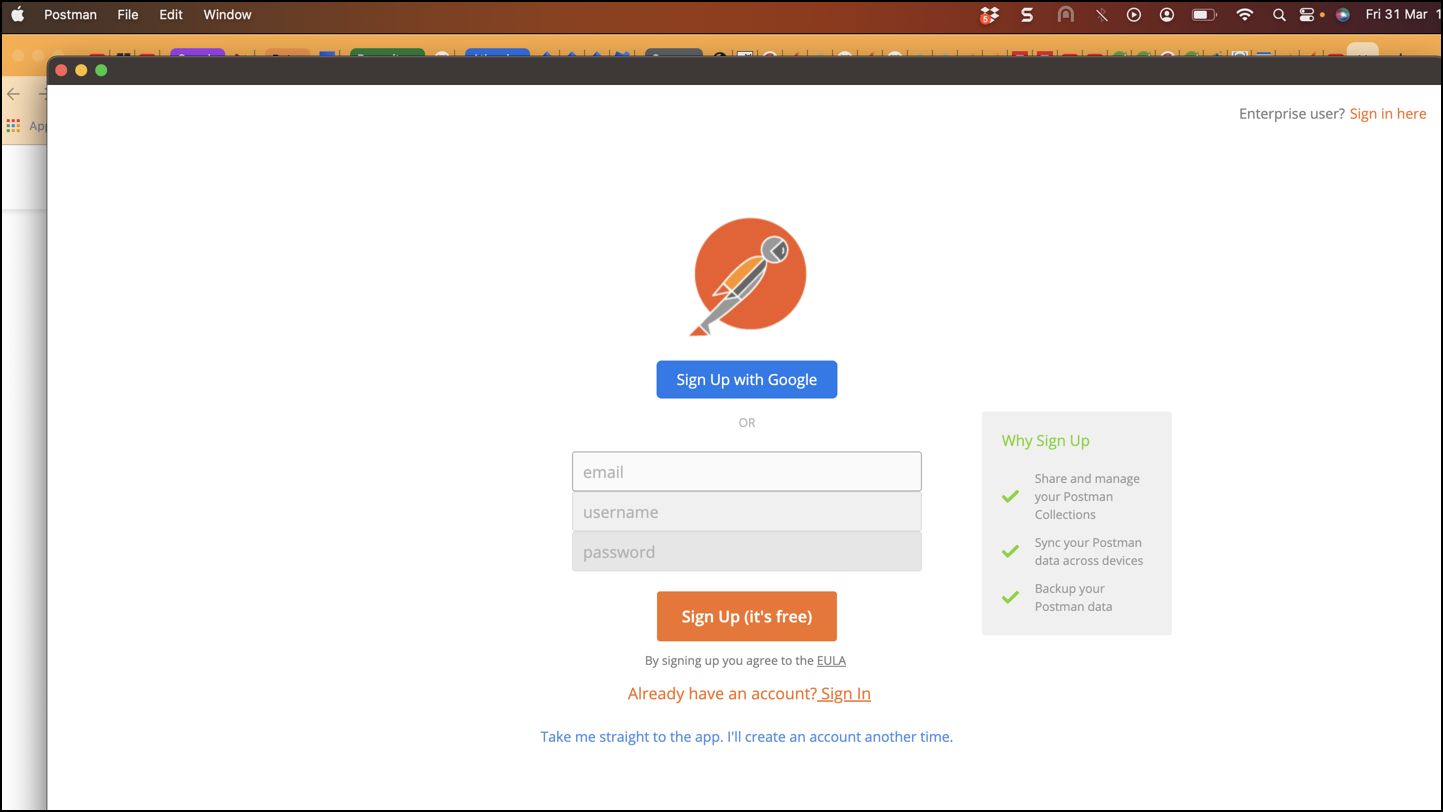 Postman File Edit Window
5
Fri 31 Mar 1
App
Enterprise user? Sign in here
Sign Up with Google
OR
email
username
password
Sign Up (it's free)
By signing up you agree to the EULA
Already have an account? Sign In
Take me straight to the app. I'll create an account another time.
Why Sign Up
Share and manage
your Postman
Collections
Sync your Postman
data across devices
Backup your
Postman data